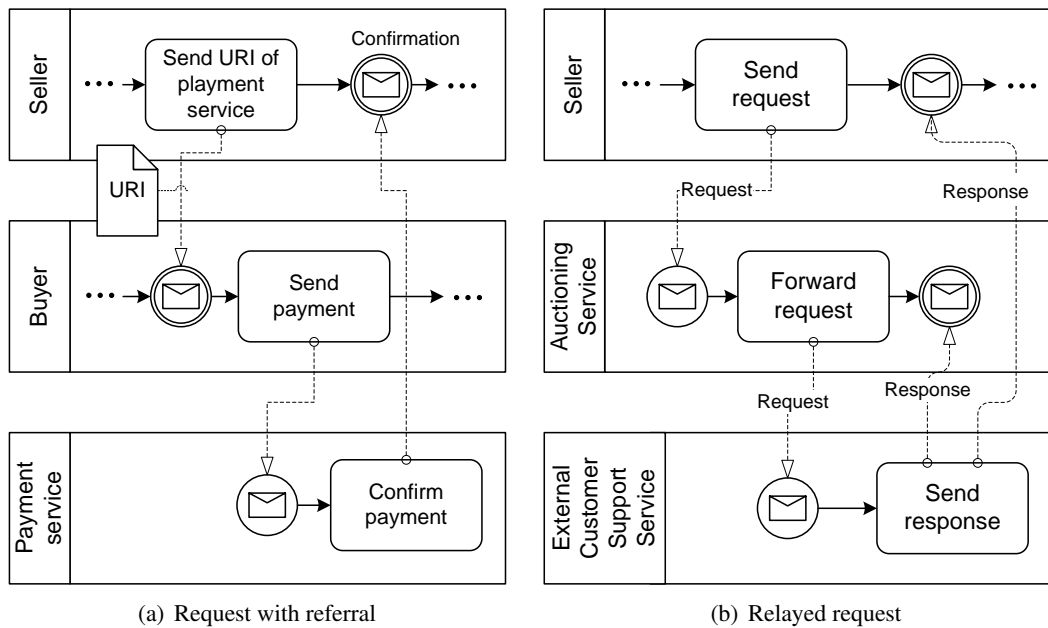 Seller
Send URI of
playment
service
Confirmation
URI
Buyer
Send
payment
Payment
service
Confirm
payment
(a) Request with referral
Seller
Send
request
Request
Response
Auctioning
Service
Forward
request
Request
Response
External
Customer
Support
Service
Send
response
(b) Relayed request